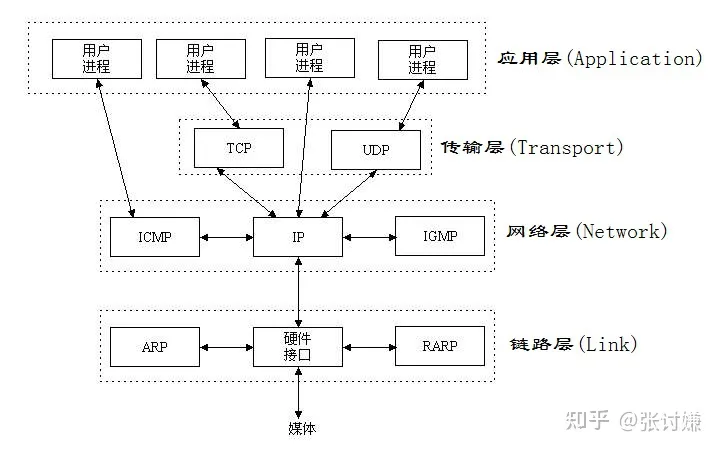 用户
进程
用户
进程
用户
进程
用户
进程
应用层(Application)
TCP
UDP
传输层(Transport)
ICMP
IP
IGMP
网络层(Network)
ARP
硬件
接口
RARP
链路层(Link)
媒体
知乎 @张讨嫌